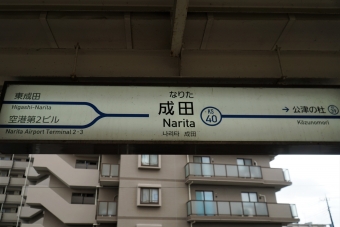 東成田
Higashi-Narita
空港第2ビル
Narita Airport Terminal 2・3
なりた
成田
Narita
나리타 成田
KS
40
→ 公津の杜
Kōzunomori